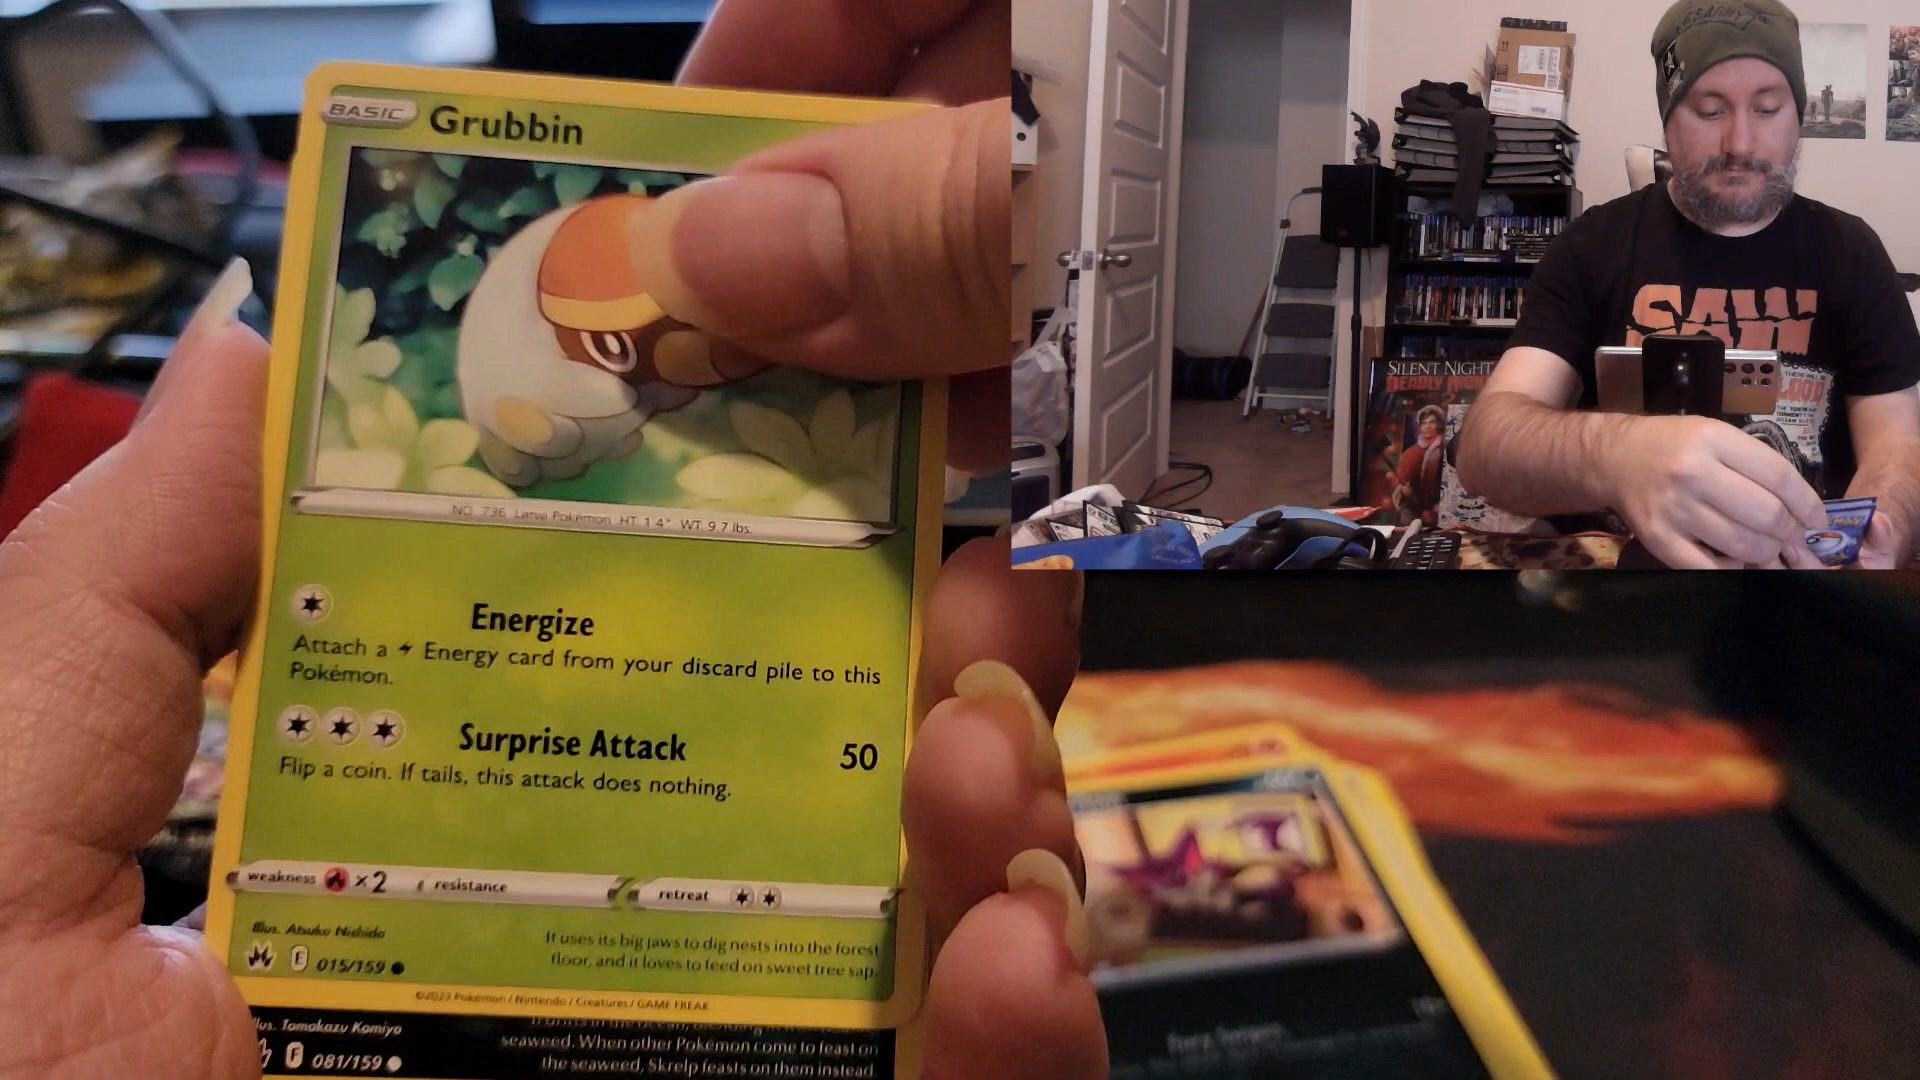 BASIC Grubbin
NO. 736 Larva Pokémon HT 1'4" WT 9.7 lbs.
Energize
Attach a Energy card from your discard pile to this
Pokémon.
Surprise Attack 50
Flip a coin. If tails, this attack does nothing.
weakness ×2 resistance retreat
Illus. Atsuko Nishida
E 015/159
It uses its big jaws to dig nests into the forest
floor, and it loves to feed on sweet tree sap.
©2023 Pokémon / Nintendo / Creatures / GAME FREAK
Tomokazu Komiya
F 081/159
seaweed. When other Pokémon come to feast on
the seaweed, Skrelp feasts on them instead.
U.S. ARMY
SAW
SILENT NIGHT
DEADLY NIGHT